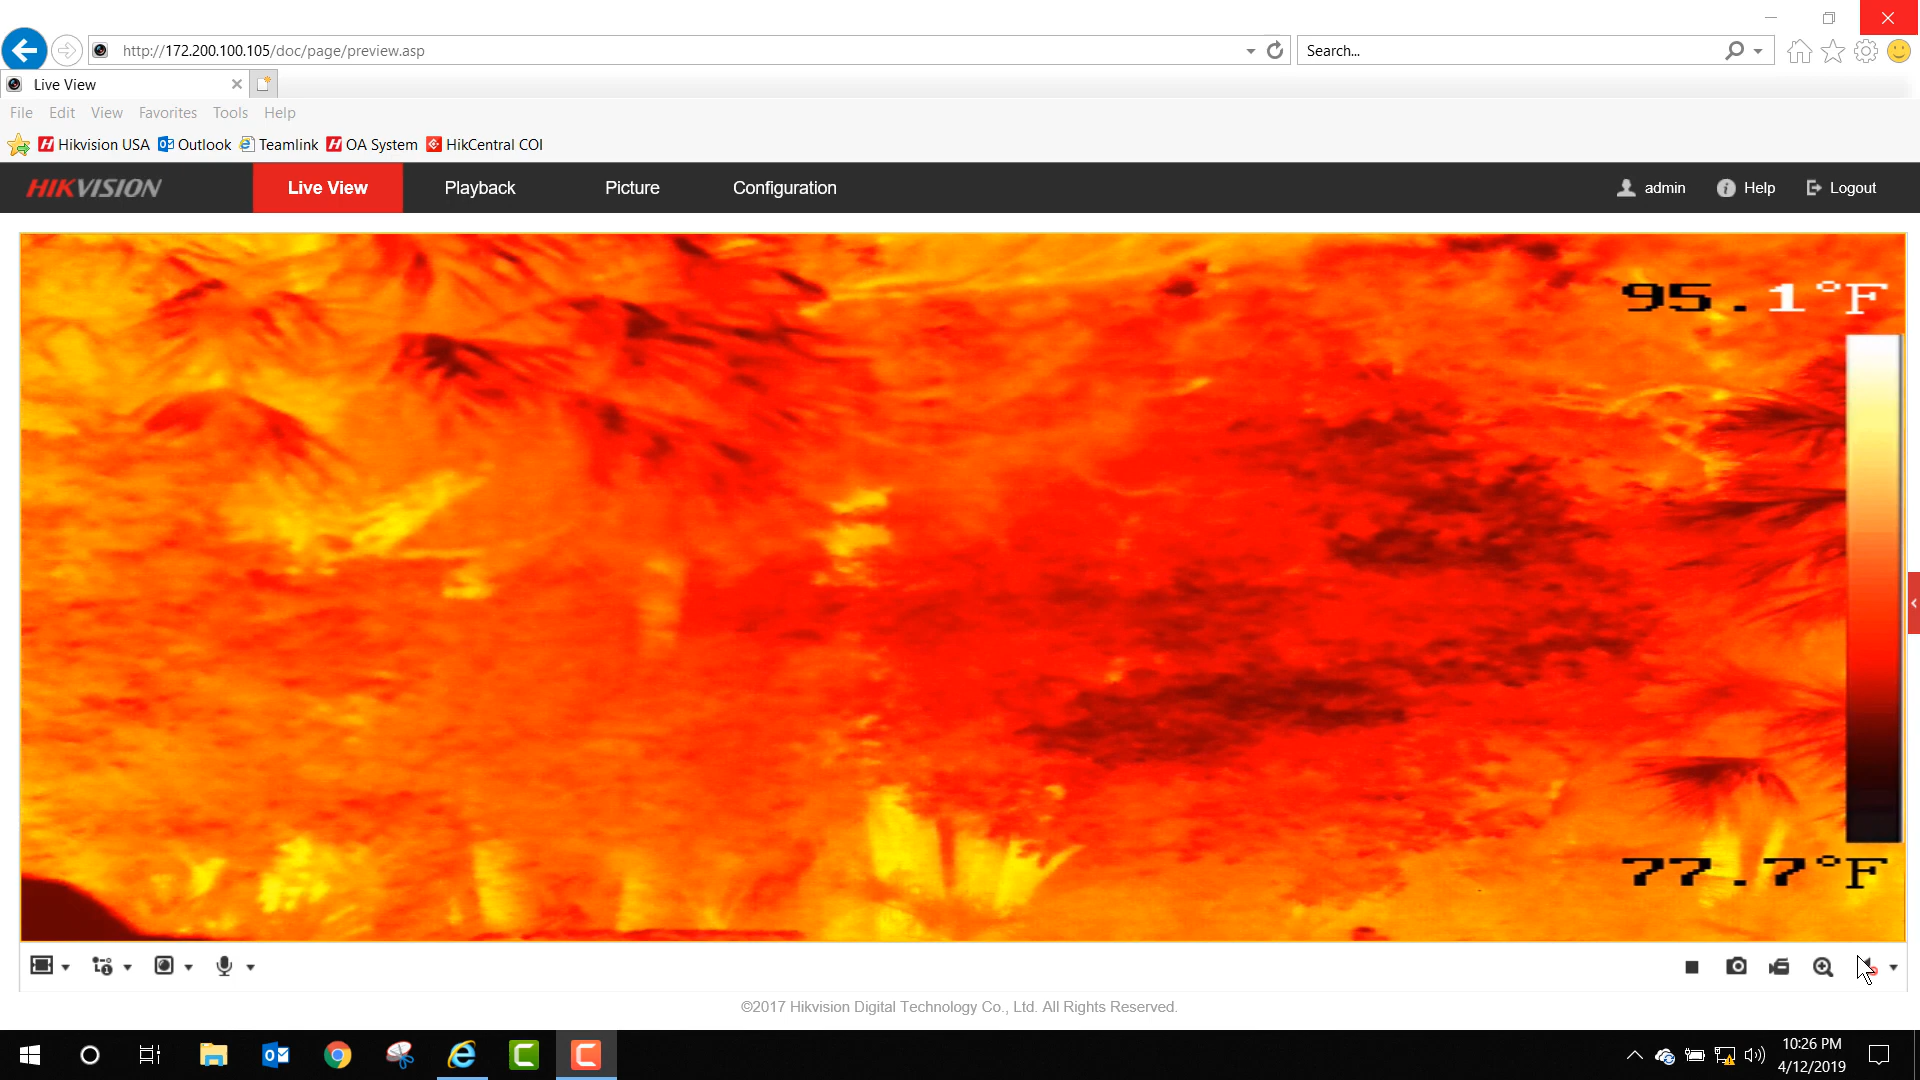 http://172.200.100.105/doc/page/preview.asp
Search...
Live View
File Edit View Favorites Tools Help
Hikvision USA Outlook Teamlink OA System HikCentral COI
HIKVISION Live View Playback Picture Configuration admin Help Logout
95.1°F
77.7°F
©2017 Hikvision Digital Technology Co., Ltd. All Rights Reserved.
10:26 PM
4/12/2019